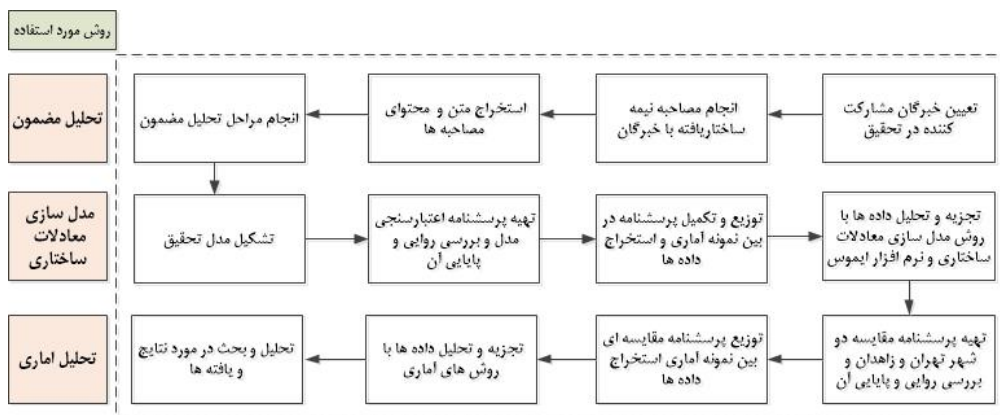 روش مورد استفاده
تحلیل مضمون
تعیین خبرگان مشارکت
کننده در تحقیق
انجام مصاحبه نیمه
ساختاریافته با خبرگان
استخراج متن و محتوای
مصاحبه ها
انجام مراحل تحلیل مضمون
مدل سازی
معادلات
ساختاری
تشکیل مدل تحقیق
تهیه پرسشنامه اعتبارسنجی
مدل و بررسی روایی و
پایایی آن
توزیع و تکمیل پرسشنامه در
بین نمونه آماری و استخراج
داده ها
تجزیه و تحلیل داده ها با
روش مدل سازی معادلات
ساختاری و نرم افزار ایموس
تحلیل اماری
تهیه پرسشنامه مقایسه دو
شهر تهران و زاهدان و
بررسی روایی و پایایی آن
توزیع پرسشنامه مقایسه ای
بین نمونه آماری استخراج
داده ها
تجزیه و تحلیل داده ها با
روش های آماری
تحلیل و بحث در مورد نتایج
و یافته ها